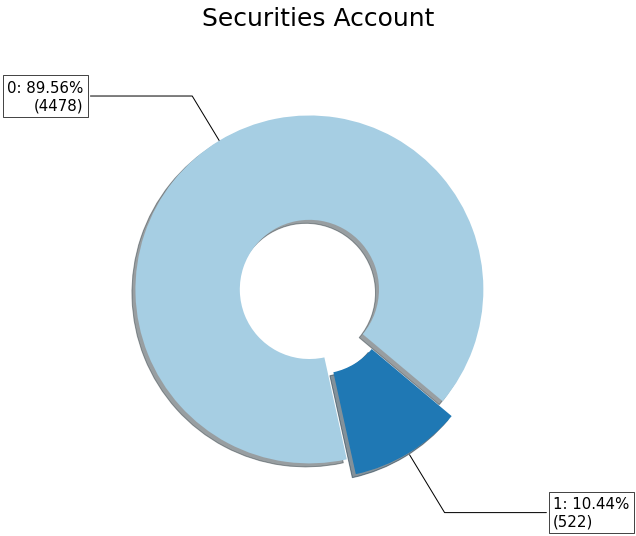 Securities Account
0: 89.56%
(4478)
1: 10.44%
(522)